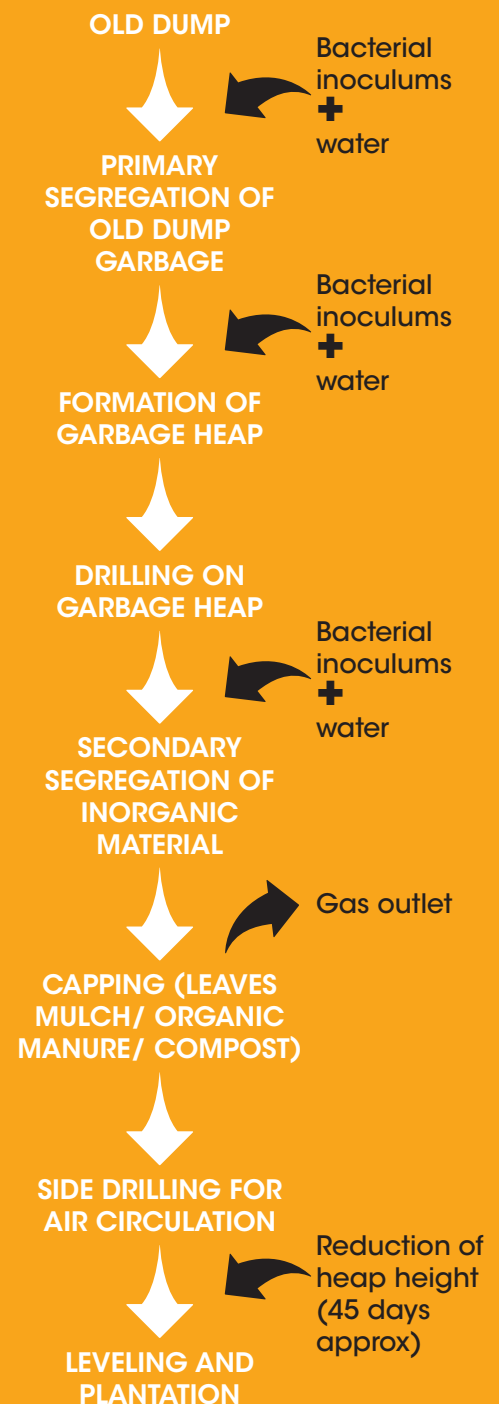 OLD DUMP
Bacterial
inoculums
+
water
PRIMARY
SEGREGATION OF
OLD DUMP
GARBAGE
Bacterial
inoculums
+
water
FORMATION OF
GARBAGE HEAP
DRILLING ON
GARBAGE HEAP
Bacterial
inoculums
+
water
SECONDARY
SEGREGATION OF
INORGANIC
MATERIAL
Gas outlet
CAPPING (LEAVES
MULCH/ ORGANIC
MANURE/ COMPOST)
SIDE DRILLING FOR
AIR CIRCULATION
Reduction of
heap height
(45 days
approx)
LEVELING AND
PLANTATION